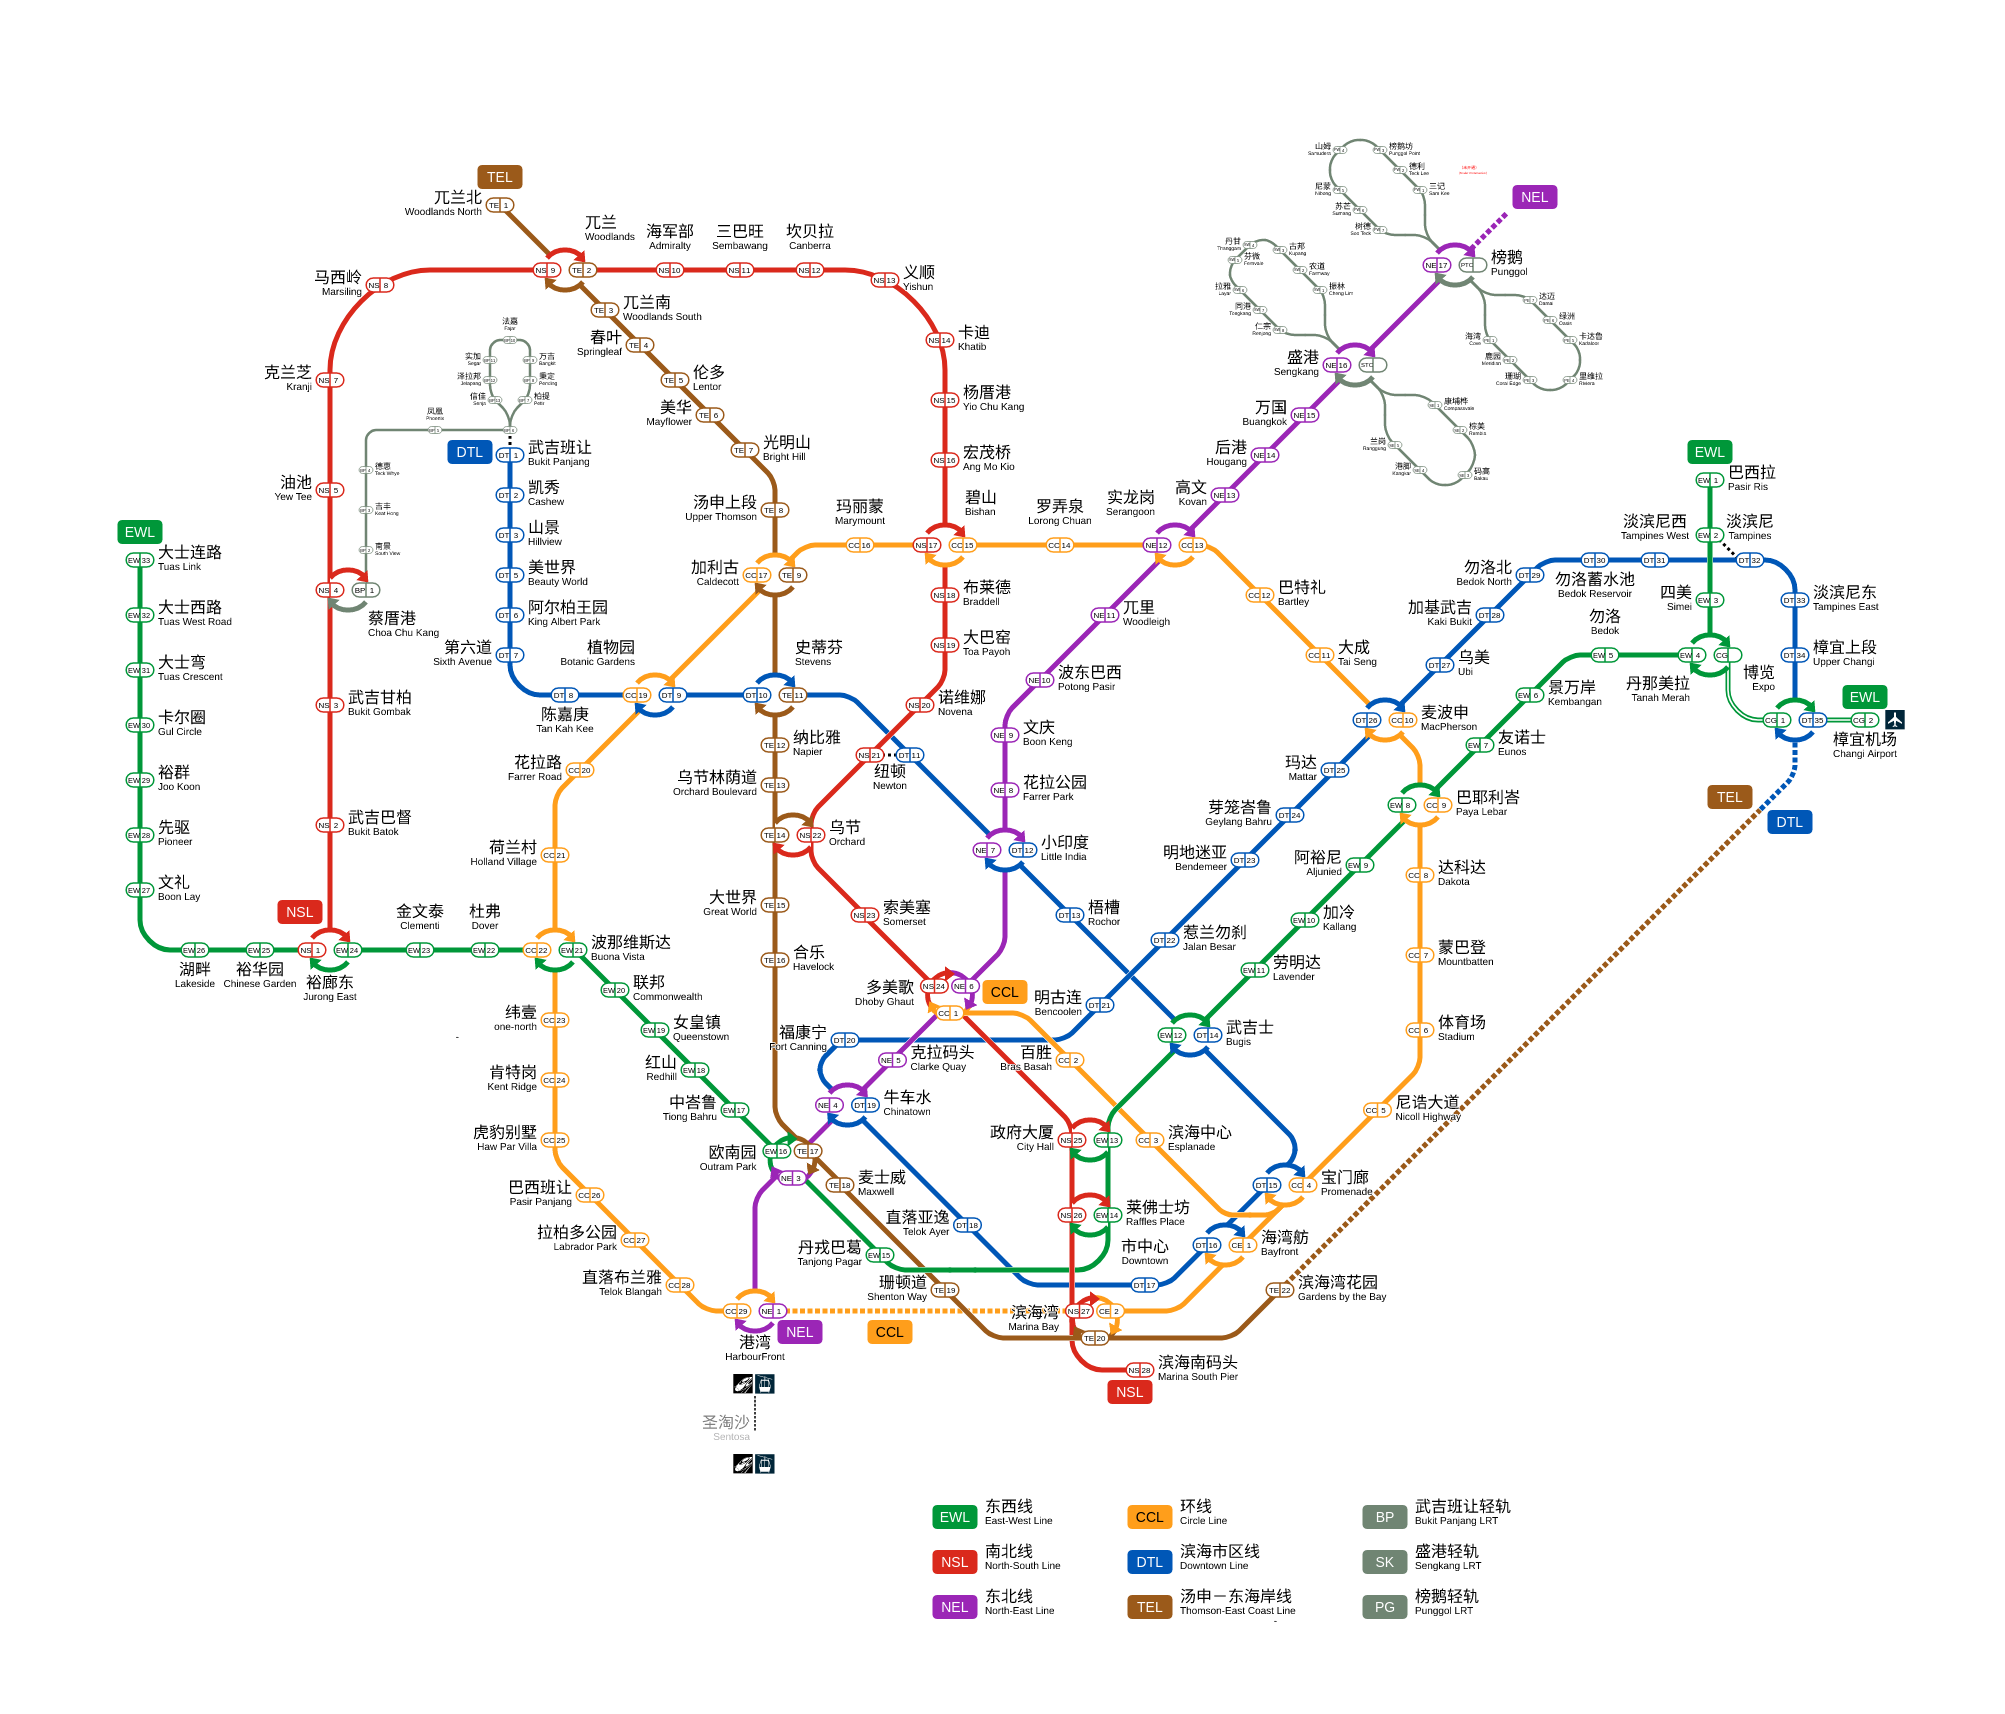 TEL
兀兰北
Woodlands North
TE 1
兀兰
Woodlands
NS 9
TE 2
海军部
Admiralty
NS 10
三巴旺
Sembawang
NS 11
坎贝拉
Canberra
NS 12
义顺
Yishun
NS 13
马西岭
Marsiling
NS 8
兀兰南
Woodlands South
TE 3
春叶
Springleaf
TE 4
伦多
Lentor
TE 5
美华
Mayflower
TE 6
光明山
Bright Hill
TE 7
汤申上段
Upper Thomson
TE 8
卡迪
Khatib
NS 14
杨厝港
Yio Chu Kang
NS 15
宏茂桥
Ang Mo Kio
NS 16
碧山
Bishan
NS 17
CC 15
克兰芝
Kranji
NS 7
油池
Yew Tee
NS 5
NS 4
BP 1
蔡厝港
Choa Chu Kang
武吉甘柏
Bukit Gombak
NS 3
武吉巴督
Bukit Batok
NS 2
NSL
NS 1
EW 24
裕廊东
Jurong East
法嘉
Fajar
实加
Segar
万吉
Bangkit
泽拉邦
Jelapang
秉定
Pending
信佳
Senja
柏提
Petir
凤凰
Phoenix
德惠
Teck Whye
吉丰
Keat Hong
南景
South View
DTL
武吉班让
Bukit Panjang
DT 1
凯秀
Cashew
DT 2
山景
Hillview
DT 3
美世界
Beauty World
DT 5
阿尔柏王园
King Albert Park
DT 6
第六道
Sixth Avenue
DT 7
陈嘉庚
Tan Kah Kee
DT 8
植物园
Botanic Gardens
CC 19
DT 9
史蒂芬
Stevens
DT 10
TE 11
加利古
Caldecott
CC 17
TE 9
玛丽蒙
Marymount
CC 16
罗弄泉
Lorong Chuan
CC 14
实龙岗
Serangoon
NE 12
CC 13
高文
Kovan
NE 13
后港
Hougang
NE 14
万国
Buangkok
NE 15
盛港
Sengkang
NE 16
STC
榜鹅
Punggol
NE 17
PTC
NEL
山姆
Samudera
榜鹅坊
Punggol Point
德利
Teck Lee
三记
Sam Kee
尼蒙
Nibong
苏芒
Sumang
树德
Soo Teck
丹甘
Thanggam
古邦
Kupang
芬微
Fernvale
农道
Farmway
拉雅
Layar
振林
Cheng Lim
同港
Tongkang
仁宗
Renjong
达迈
Damai
绿洲
Oasis
卡达鲁
Kadaloor
里维拉
Riviera
海湾
Cove
鹿园
Meridian
珊瑚
Coral Edge
康埔桦
Compassvale
棕美
Rumbia
码高
Bakau
兰岗
Ranggung
港脚
Kangkar
EWL
大士连路
Tuas Link
EW 33
大士西路
Tuas West Road
EW 32
大士弯
Tuas Crescent
EW 31
卡尔圈
Gul Circle
EW 30
裕群
Joo Koon
EW 29
先驱
Pioneer
EW 28
文礼
Boon Lay
EW 27
EW 26
湖畔
Lakeside
EW 25
裕华园
Chinese Garden
金文泰
Clementi
EW 23
杜弗
Dover
EW 22
波那维斯达
Buona Vista
CC 22
EW 21
联邦
Commonwealth
EW 20
女皇镇
Queenstown
EW 19
红山
Redhill
EW 18
中峇鲁
Tiong Bahru
EW 17
欧南园
Outram Park
EW 16
TE 17
NE 3
花拉路
Farrer Road
CC 20
荷兰村
Holland Village
CC 21
纬壹
one-north
CC 23
肯特岗
Kent Ridge
CC 24
虎豹别墅
Haw Par Villa
CC 25
巴西班让
Pasir Panjang
CC 26
拉柏多公园
Labrador Park
CC 27
直落布兰雅
Telok Blangah
CC 28
CC 29
NE 1
港湾
HarbourFront
NEL
CCL
圣淘沙
Sentosa
布莱德
Braddell
NS 18
大巴窑
Toa Payoh
NS 19
诺维娜
Novena
NS 20
NS 21
DT 11
纽顿
Newton
纳比雅
Napier
TE 12
乌节林荫道
Orchard Boulevard
TE 13
乌节
Orchard
TE 14
NS 22
大世界
Great World
TE 15
合乐
Havelock
TE 16
索美塞
Somerset
NS 23
多美歌
Dhoby Ghaut
NS 24
NE 6
CC 1
CCL
兀里
Woodleigh
NE 11
波东巴西
Potong Pasir
NE 10
文庆
Boon Keng
NE 9
花拉公园
Farrer Park
NE 8
小印度
Little India
NE 7
DT 12
梧槽
Rochor
DT 13
明古连
Bencoolen
DT 21
惹兰勿刹
Jalan Besar
DT 22
明地迷亚
Bendemeer
DT 23
芽笼峇鲁
Geylang Bahru
DT 24
玛达
Mattar
DT 25
麦波申
MacPherson
DT 26
CC 10
乌美
Ubi
DT 27
加基武吉
Kaki Bukit
DT 28
勿洛北
Bedok North
DT 29
DT 30
勿洛蓄水池
Bedok Reservoir
淡滨尼西
Tampines West
DT 31
淡滨尼
Tampines
EW 2
DT 32
EWL
巴西拉
Pasir Ris
EW 1
四美
Simei
EW 3
淡滨尼东
Tampines East
DT 33
樟宜上段
Upper Changi
DT 34
博览
Expo
CG 1
DT 35
EWL
CG 2
樟宜机场
Changi Airport
TEL
DTL
丹那美拉
Tanah Merah
EW 4
CG
勿洛
Bedok
EW 5
景万岸
Kembangan
EW 6
友诺士
Eunos
EW 7
巴耶利峇
Paya Lebar
EW 8
CC 9
阿裕尼
Aljunied
EW 9
加冷
Kallang
EW 10
劳明达
Lavender
EW 11
武吉士
Bugis
EW 12
DT 14
巴特礼
Bartley
CC 12
大成
Tai Seng
CC 11
达科达
Dakota
CC 8
蒙巴登
Mountbatten
CC 7
体育场
Stadium
CC 6
尼诰大道
Nicoll Highway
CC 5
宝门廊
Promenade
DT 15
CC 4
福康宁
Fort Canning
DT 20
克拉码头
Clarke Quay
NE 5
牛车水
Chinatown
NE 4
DT 19
百胜
Bras Basah
CC 2
政府大厦
City Hall
NS 25
EW 13
滨海中心
Esplanade
CC 3
莱佛士坊
Raffles Place
NS 26
EW 14
麦士威
Maxwell
TE 18
直落亚逸
Telok Ayer
DT 18
丹戎巴葛
Tanjong Pagar
EW 15
珊顿道
Shenton Way
TE 19
市中心
Downtown
DT 17
海湾舫
Bayfront
DT 16
CE 1
滨海湾
Marina Bay
NS 27
CE 2
TE 20
滨海湾花园
Gardens by the Bay
TE 22
滨海南码头
Marina South Pier
NS 28
NSL
EWL
东西线
East-West Line
CCL
环线
Circle Line
BP
武吉班让轻轨
Bukit Panjang LRT
NSL
南北线
North-South Line
DTL
滨海市区线
Downtown Line
SK
盛港轻轨
Sengkang LRT
NEL
东北线
North-East Line
TEL
汤申－东海岸线
Thomson-East Coast Line
PG
榜鹅轻轨
Punggol LRT